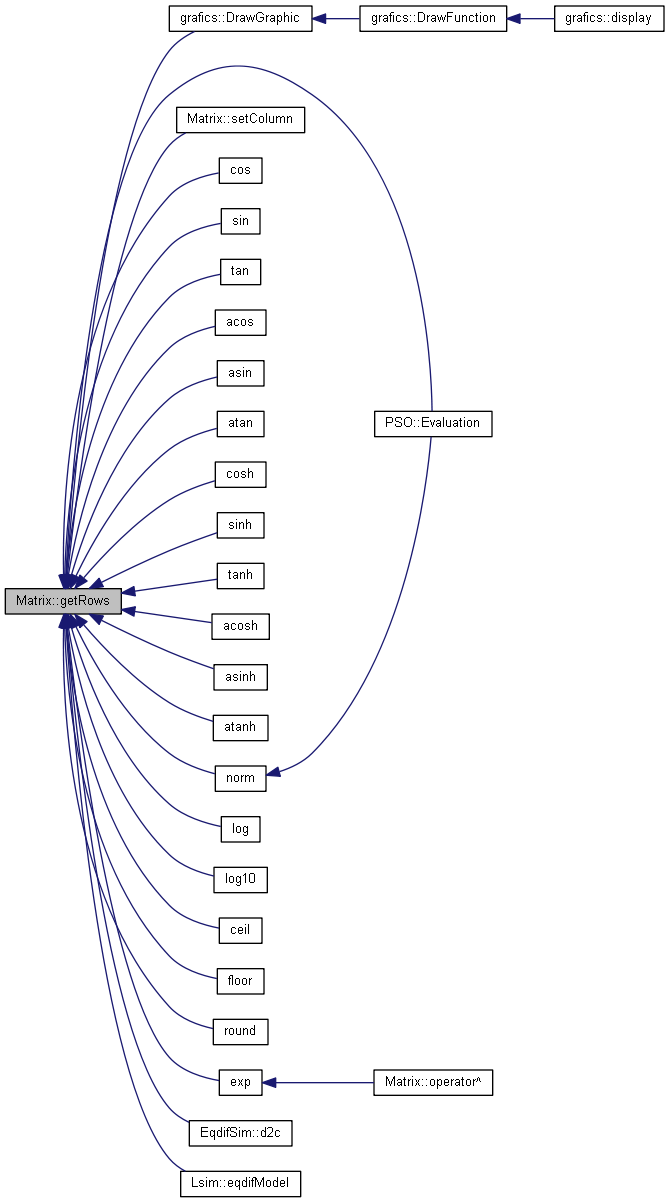 grafics::DrawGraphic
grafics::DrawFunction
grafics::display
Matrix::setColumn
cos
sin
tan
acos
asin
atan
PSO::Evaluation
cosh
sinh
tanh
Matrix::getRows
acosh
asinh
atanh
norm
log
log10
ceil
floor
round
exp
Matrix::operator^
EqdifSim::d2c
Lsim::eqdifModel